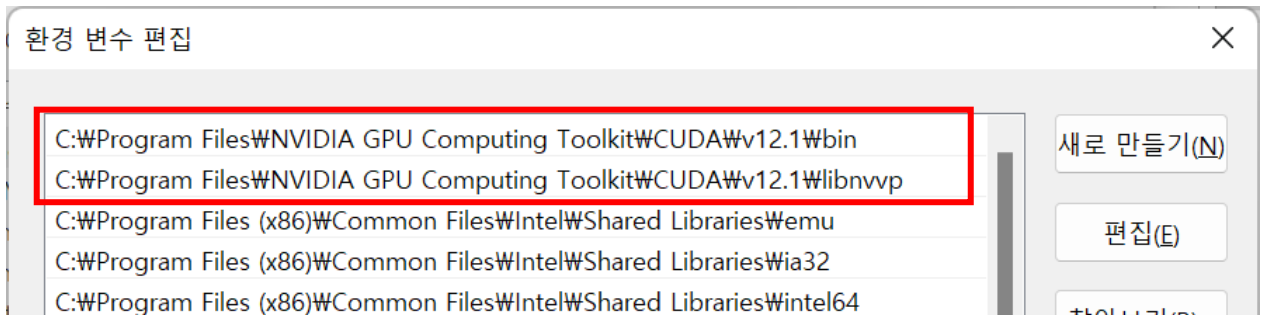 환경 변수 편집
C:₩Program Files₩NVIDIA GPU Computing Toolkit₩CUDA₩v12.1₩bin
새로 만들기(N)
C:₩Program Files₩NVIDIA GPU Computing Toolkit₩CUDA₩v12.1₩libnvvp
C:₩Program Files (x86)₩Common Files₩Intel₩Shared Libraries₩emu
편집(E)
C:₩Program Files (x86)₩Common Files₩Intel₩Shared Libraries₩ia32
C:₩Program Files (x86)₩Common Files₩Intel₩Shared Libraries₩intel64